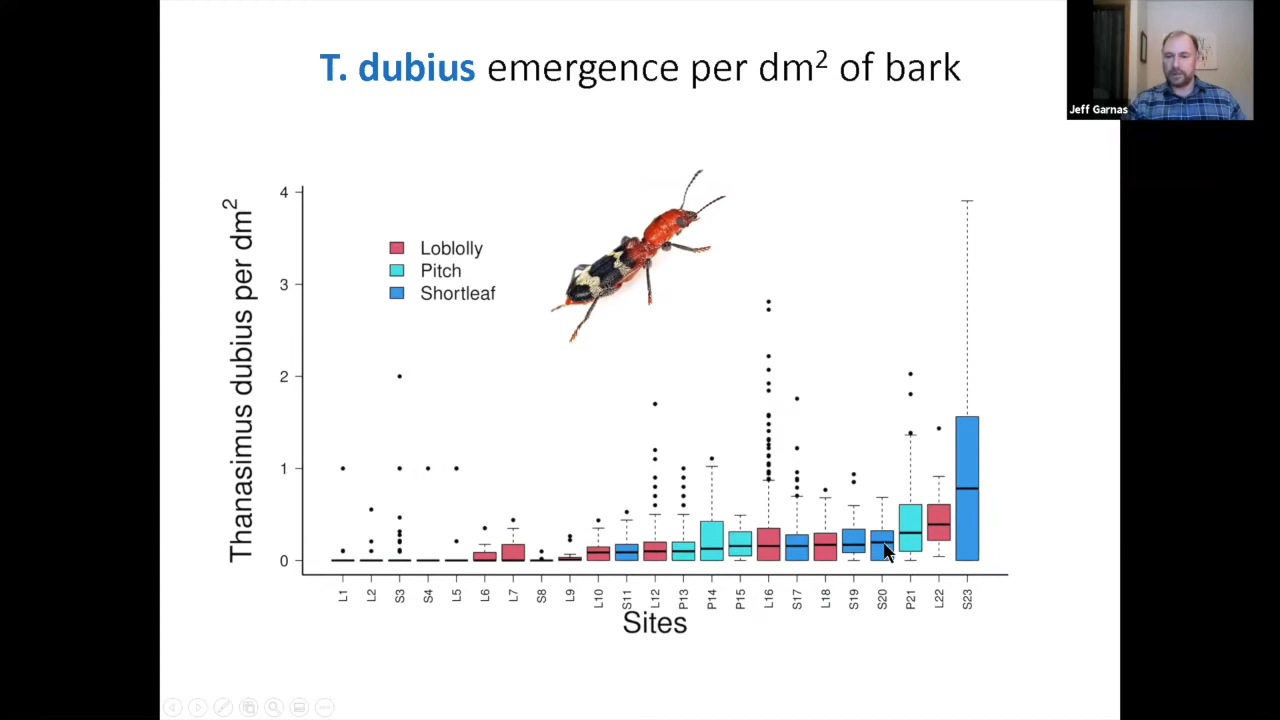 T. dubius emergence per dm² of bark
Jeff Garnas
Thanasimus dubius per dm²
4
3
2
1
0
Loblolly
Pitch
Shortleaf
L1 L2 S3 S4 L5 L6 L7 S8 L9 L10 S11 L12 P13 P14 P15 L16 S17 L18 S19 S20 P21 L22 S23
Sites